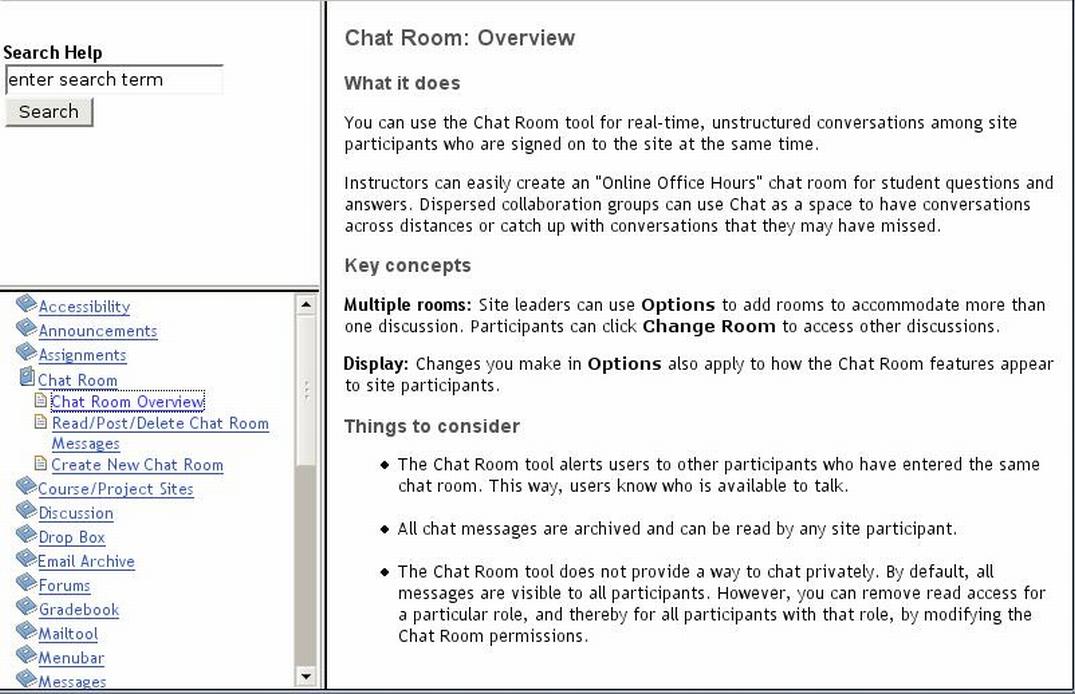 Search Help
enter search term
Search
Accessibility
Announcements
Assignments
Chat Room
Chat Room Overview
Read/Post/Delete Chat Room
Messages
Create New Chat Room
Course/Project Sites
Discussion
Drop Box
Email Archive
Forums
Gradebook
Mailtool
Menubar
Messages
Chat Room: Overview
What it does
You can use the Chat Room tool for real-time, unstructured conversations among site
participants who are signed on to the site at the same time.
Instructors can easily create an "Online Office Hours" chat room for student questions and
answers. Dispersed collaboration groups can use Chat as a space to have conversations
across distances or catch up with conversations that they may have missed.
Key concepts
Multiple rooms: Site leaders can use Options to add rooms to accommodate more than
one discussion. Participants can click Change Room to access other discussions.
Display: Changes you make in Options also apply to how the Chat Room features appear
to site participants.
Things to consider
The Chat Room tool alerts users to other participants who have entered the same
chat room. This way, users know who is available to talk.
All chat messages are archived and can be read by any site participant.
The Chat Room tool does not provide a way to chat privately. By default, all
messages are visible to all participants. However, you can remove read access for
a particular role, and thereby for all participants with that role, by modifying the
Chat Room permissions.